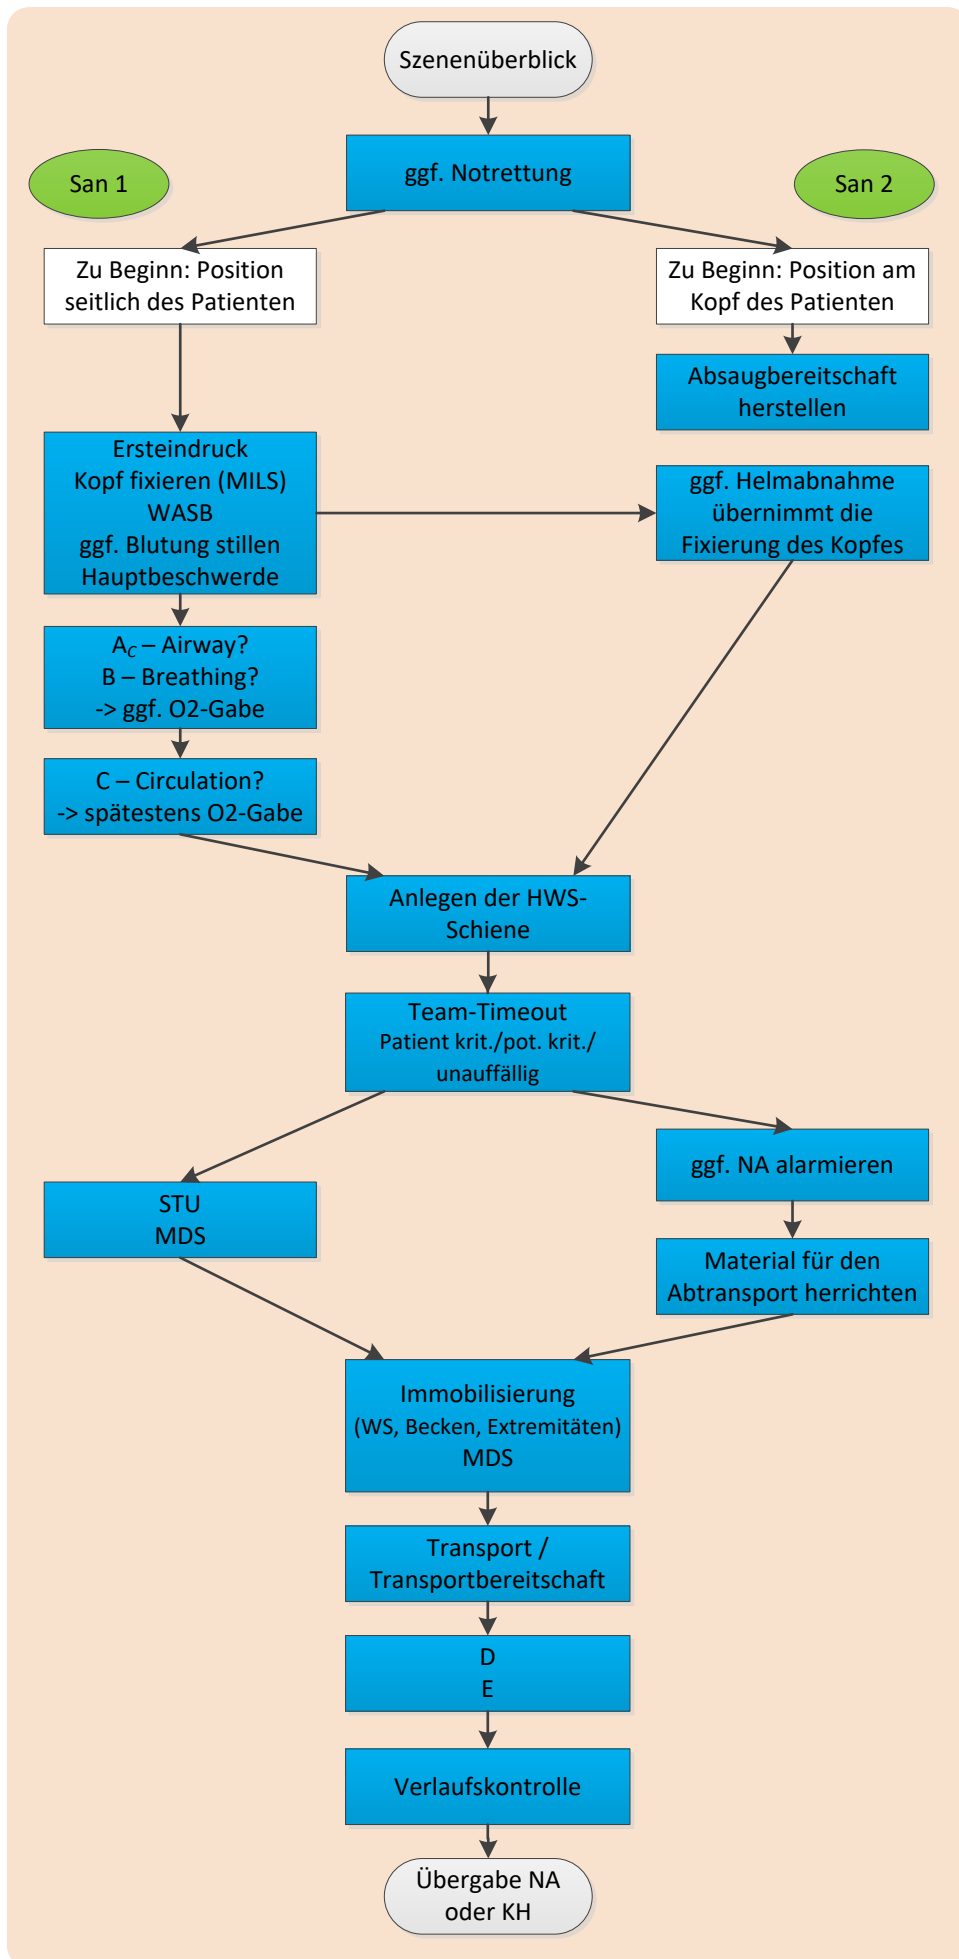 Szenenüberblick
ggf. Notrettung
San 1
San 2
Zu Beginn: Position
seitlich des Patienten
Zu Beginn: Position am
Kopf des Patienten
Absaugbereitschaft
herstellen
Ersteindruck
Kopf fixieren (MILS)
WASB
ggf. Blutung stillen
Hauptbeschwerde
ggf. Helmabnahme
übernimmt die
Fixierung des Kopfes
AC – Airway?
B – Breathing?
-> ggf. O2-Gabe
C – Circulation?
-> spätestens O2-Gabe
Anlegen der HWS-
Schiene
Team-Timeout
Patient krit./pot. krit./
unauffällig
STU
MDS
ggf. NA alarmieren
Material für den
Abtransport herrichten
Immobilisierung
(WS, Becken, Extremitäten)
MDS
Transport /
Transportbereitschaft
D
E
Verlaufskontrolle
Übergabe NA
oder KH